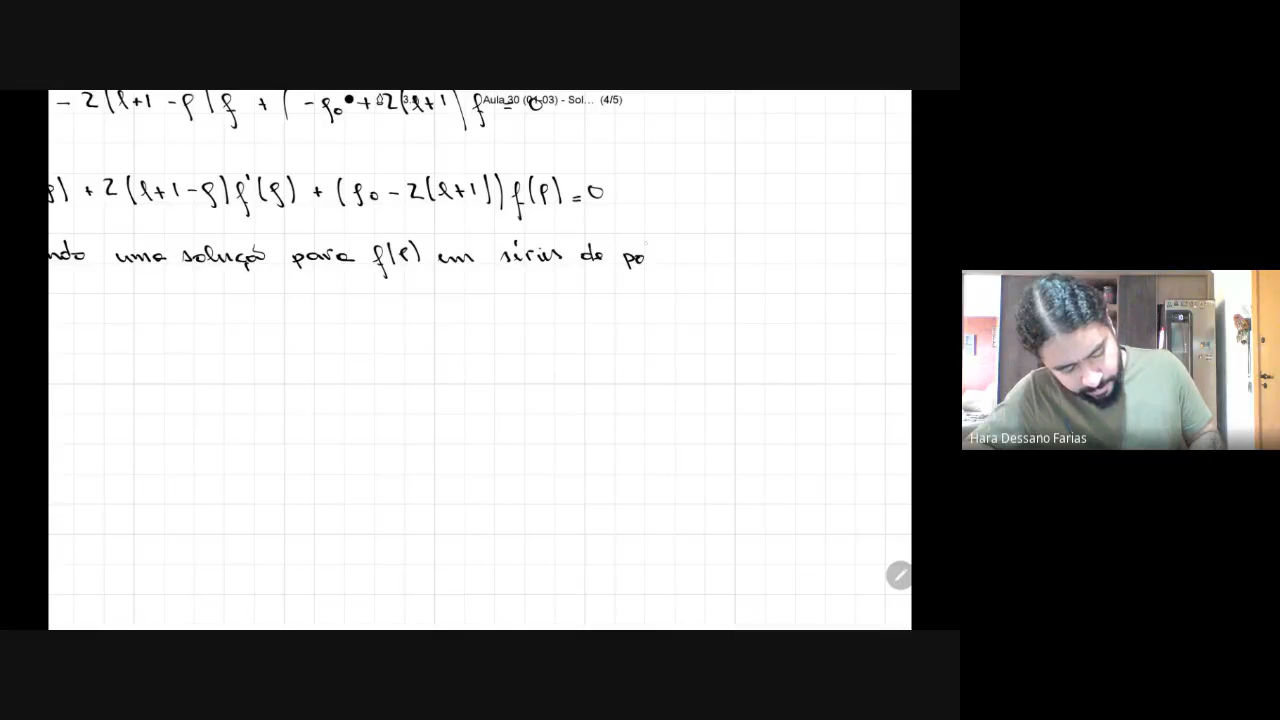 - 2(l+1 - ρ) f' + ( - ρ₀ + 2(l+1) ) f = 0
3. Aula 30 (01-03) - Sol... (4/5)
ρ) + 2(l+1-ρ) f'(ρ) + (ρ₀ - 2(l+1)) f(ρ) = 0
ndo uma solução para f(ρ) em séries de po
Hara Dessano Farias